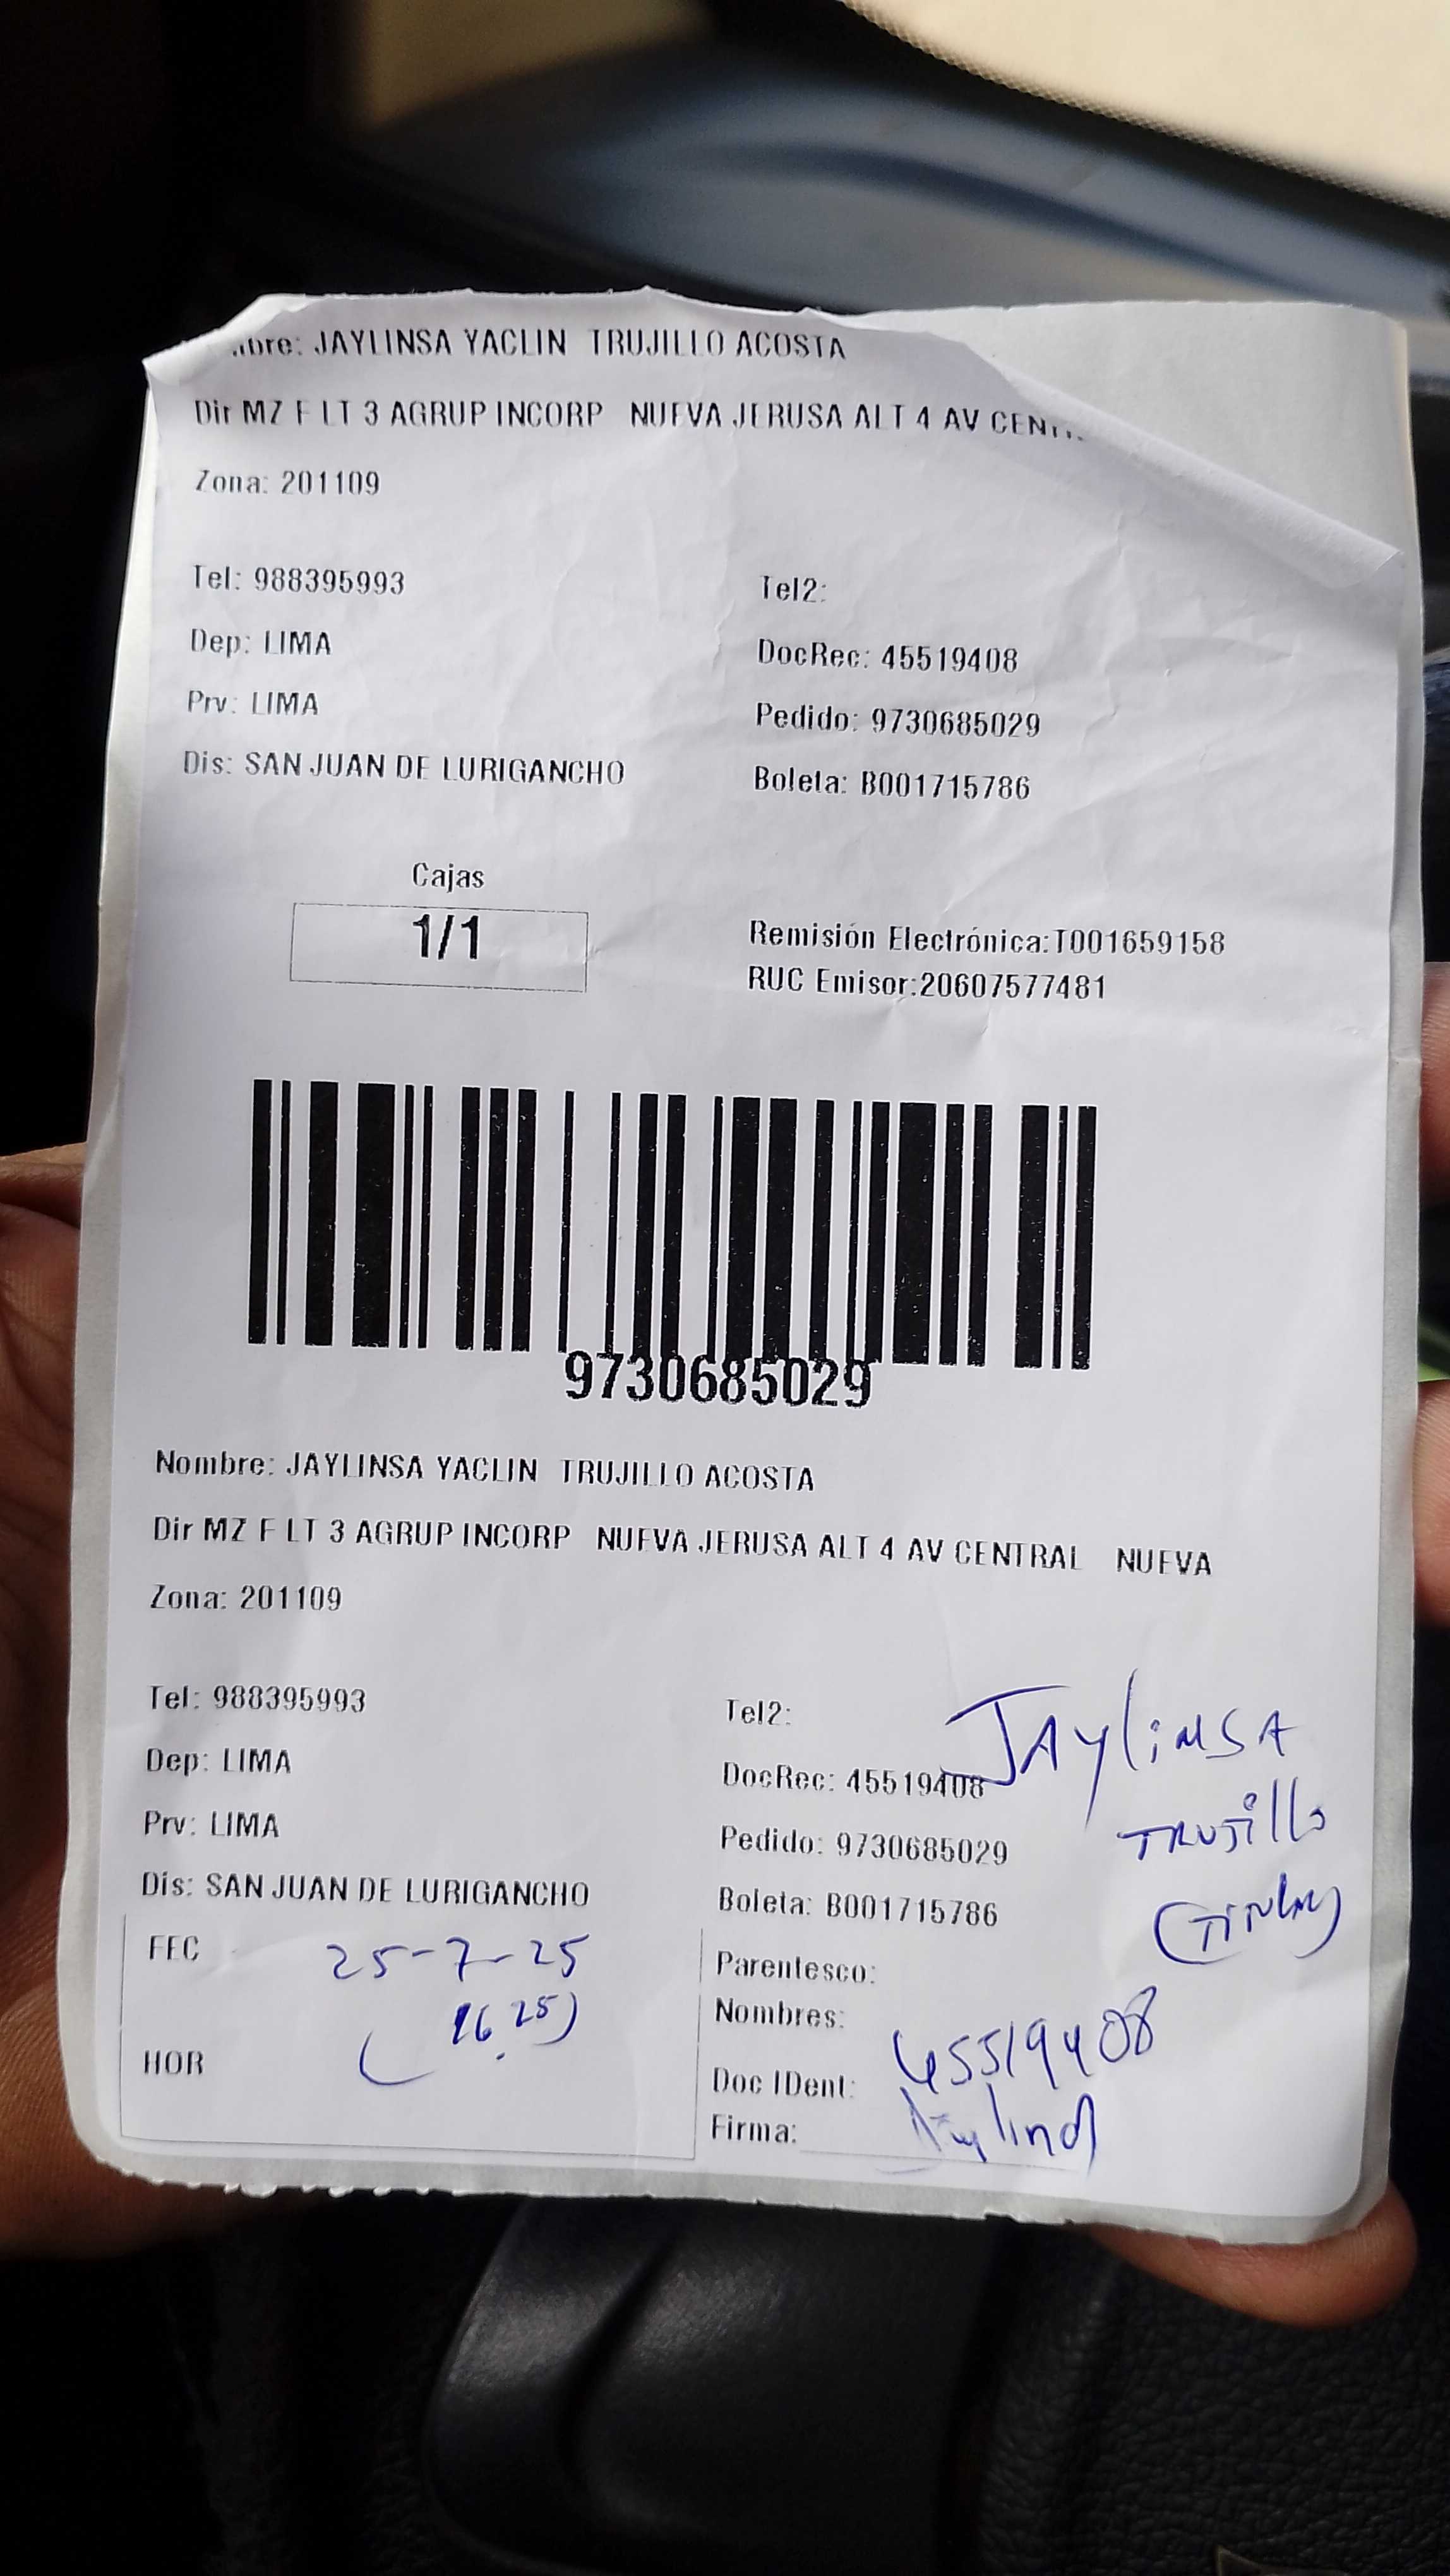 bre: JAYLINSA YACLIN TRUJILLO ACOSTA
Dir MZ F LT 3 AGRUP INCORP NUEVA JERUSA ALT 4 AV CENT
Zona: 201109
Tel: 988395993 Tel2:
Dep: LIMA DocRec: 45519408
Prv: LIMA Pedido: 9730685029
Dis: SAN JUAN DE LURIGANCHO Boleta: B001715786
Cajas
1/1
Remisión Electrónica:T001659158
RUC Emisor:20607577481
9730685029
Nombre: JAYLINSA YACLIN TRUJILLO ACOSTA
Dir MZ F LT 3 AGRUP INCORP NUEVA JERUSA ALT 4 AV CENTRAL NUEVA
Zona: 201109
Tel: 988395993 Tel2: JAYlinSA
Dep: LIMA DocRec: 45519408
Prv: LIMA Pedido: 9730685029 TRUJillo
Dis: SAN JUAN DE LURIGANCHO Boleta: B001715786 (Titular)
FEC 25-7-25 Parentesco:
(16.25) Nombres:
HOR Doc IDent: 45519408
Firma: